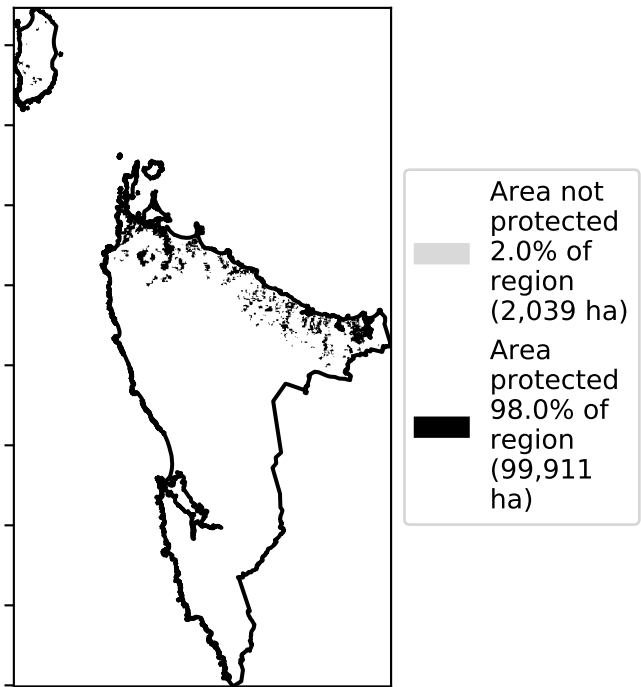 Area not
protected
2.0% of
region
(2,039 ha)
Area
protected
98.0% of
region
(99,911
ha)